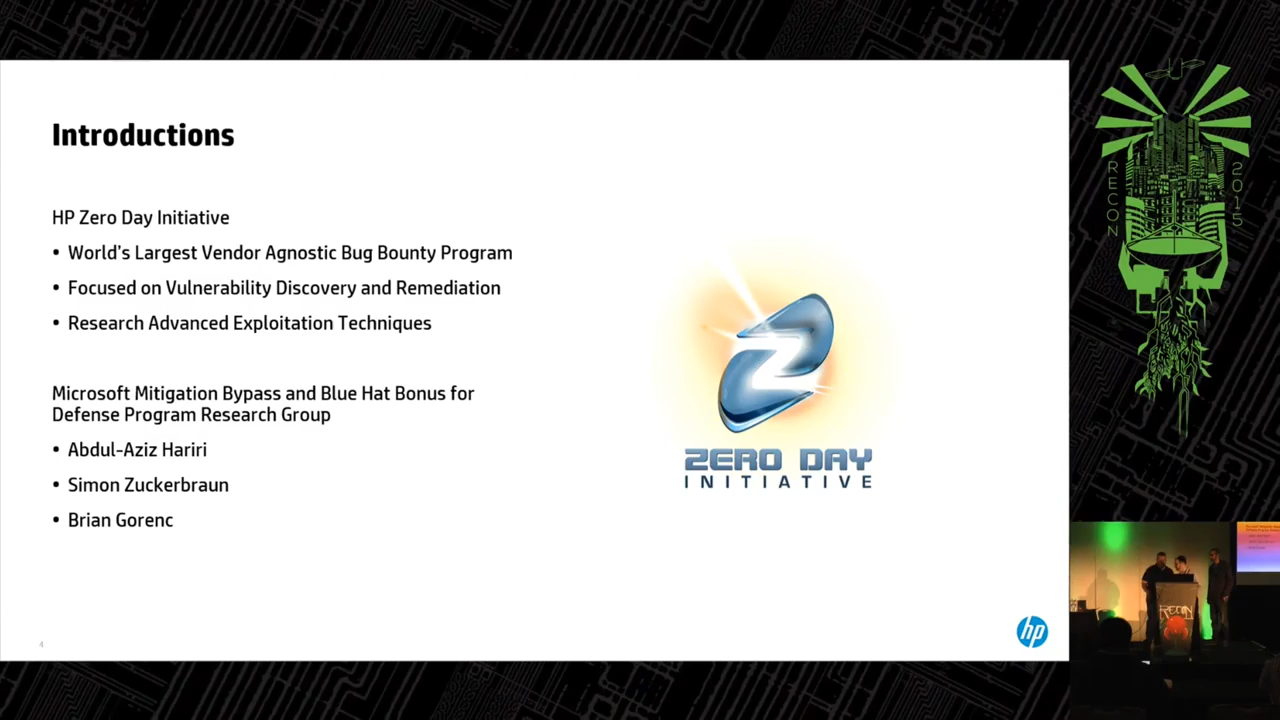 Introductions
HP Zero Day Initiative
• World's Largest Vendor Agnostic Bug Bounty Program
• Focused on Vulnerability Discovery and Remediation
• Research Advanced Exploitation Techniques
Microsoft Mitigation Bypass and Blue Hat Bonus for
Defense Program Research Group
• Abdul-Aziz Hariri
• Simon Zuckerbraun
• Brian Gorenc
ZERO DAY
INITIATIVE
hp
4
RECON
2015
RECON